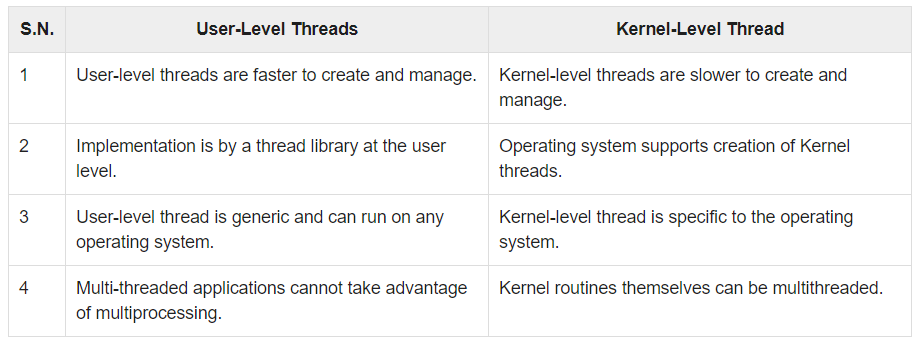 S.N. User-Level Threads Kernel-Level Thread
1 User-level threads are faster to create and manage. Kernel-level threads are slower to create and
manage.
2 Implementation is by a thread library at the user Operating system supports creation of Kernel
level. threads.
3 User-level thread is generic and can run on any Kernel-level thread is specific to the operating
operating system. system.
4 Multi-threaded applications cannot take advantage Kernel routines themselves can be multithreaded.
of multiprocessing.